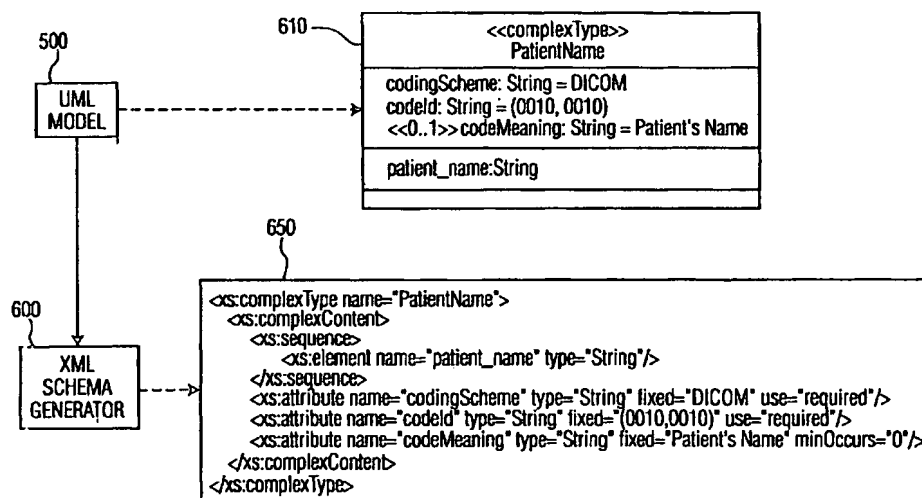 610
<<complexType>>
PatientName
500
UML
MODEL
codingScheme: String = DICOM
codeId: String = (0010, 0010)
<<0..1>> codeMeaning: String = Patient's Name
patient_name:String
650
<xs:complexType name="PatientName">
<xs:complexContent>
<xs:sequence>
<xs:element name="patient_name" type="String"/>
</xs:sequence>
<xs:attribute name="codingScheme" type="String" fixed="DICOM" use="required"/>
<xs:attribute name="codeId" type="String" fixed="(0010,0010)" use="required"/>
<xs:attribute name="codeMeaning" type="String" fixed="Patient's Name" minOccurs="0"/>
</xs:complexContent>
</xs:complexType>
600
XML
SCHEMA
GENERATOR